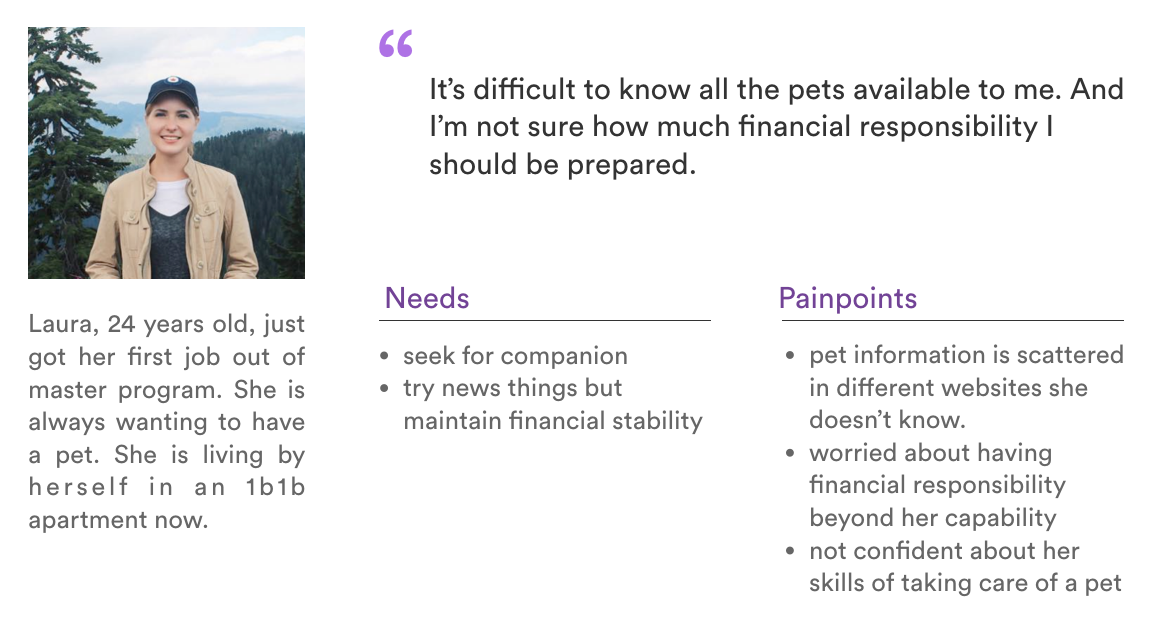 “
It’s difficult to know all the pets available to me. And
I’m not sure how much financial responsibility I
should be prepared.
Laura, 24 years old, just
got her first job out of
master program. She is
always wanting to have
a pet. She is living by
herself in an 1b1b
apartment now.
Needs
• seek for companion
• try news things but
maintain financial stability
Painpoints
• pet information is scattered
in different websites she
doesn’t know.
• worried about having
financial responsibility
beyond her capability
• not confident about her
skills of taking care of a pet